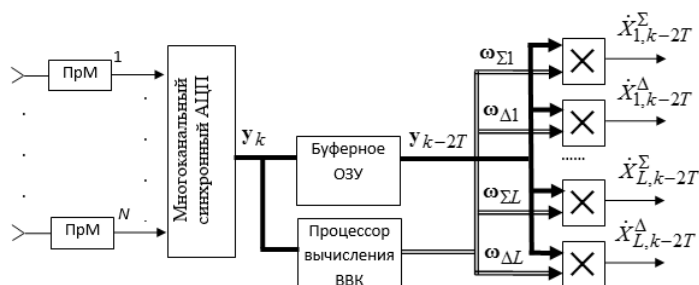 ПрМ
1
.
.
.
ПрМ
N
Многоканальный
синхронный АЦП
y_k
Буферное
ОЗУ
y_{k−2T}
Процессор
вычисления
ВВК
ω_{Σ1}
ω_{Δ1}
ω_{ΣL}
ω_{ΔL}
Ẋ^Σ_{1,k−2T}
Ẋ^Δ_{1,k−2T}
......
Ẋ^Σ_{L,k−2T}
Ẋ^Δ_{L,k−2T}